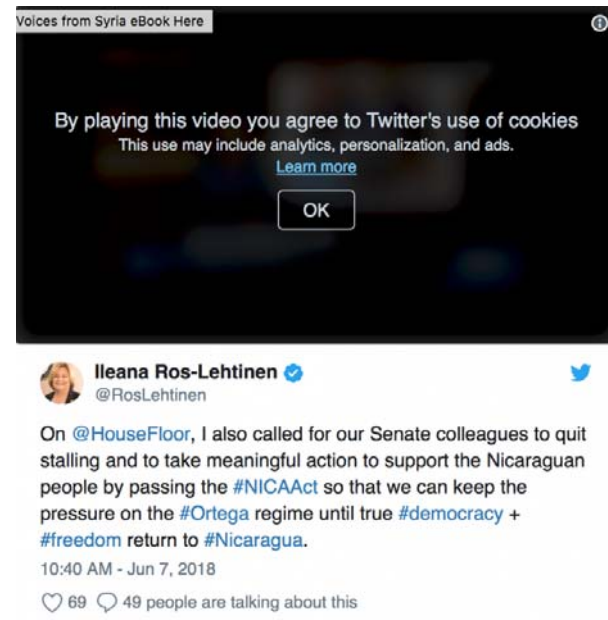 Voices from Syria eBook Here
By playing this video you agree to Twitter's use of cookies
This use may include analytics, personalization, and ads.
Learn more
OK
Ileana Ros-Lehtinen
@RosLehtinen
On @HouseFloor, I also called for our Senate colleagues to quit
stalling and to take meaningful action to support the Nicaraguan
people by passing the #NICAAct so that we can keep the
pressure on the #Ortega regime until true #democracy +
#freedom return to #Nicaragua.
10:40 AM - Jun 7, 2018
69 49 people are talking about this